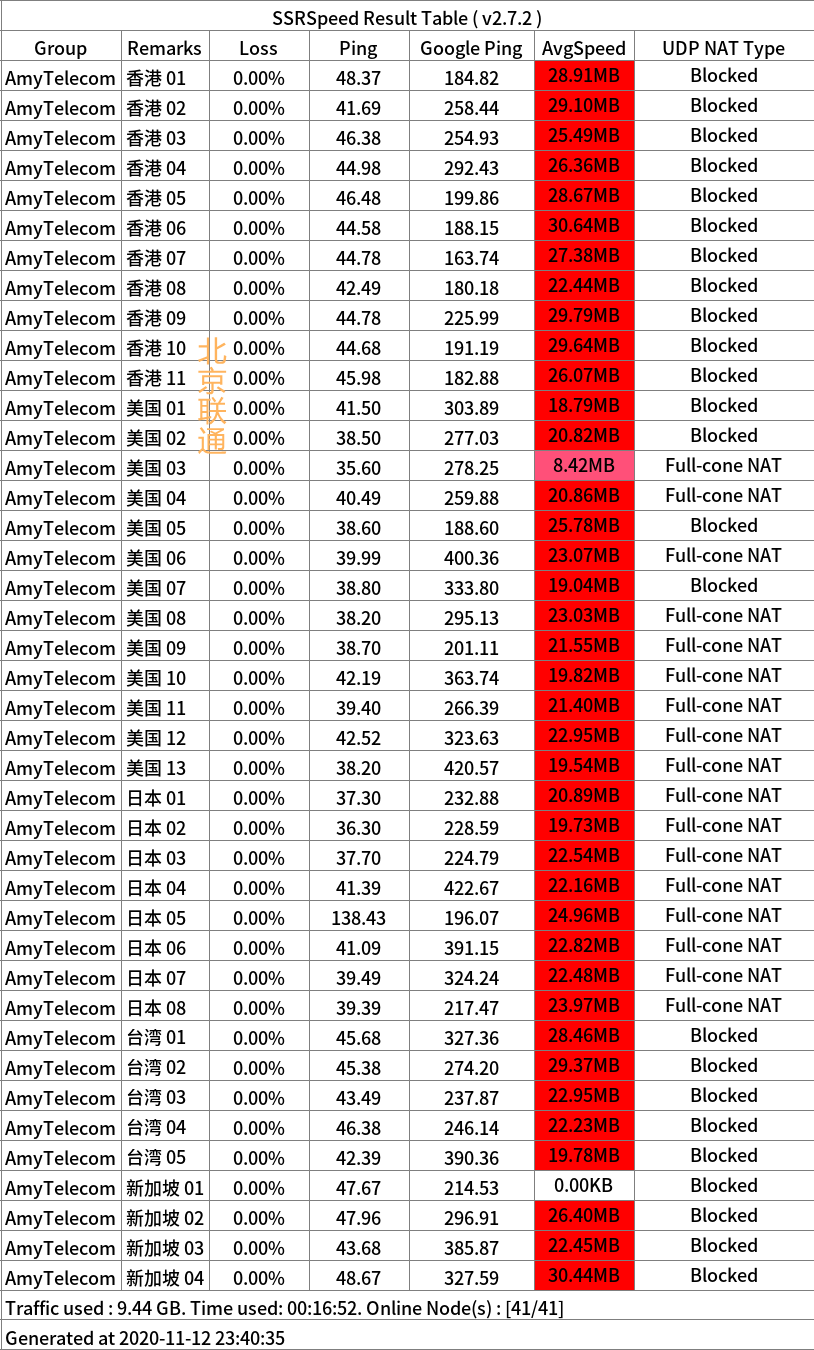 SSRSpeed Result Table ( v2.7.2 )
Group Remarks Loss Ping Google Ping AvgSpeed UDP NAT Type
AmyTelecom 香港 01 0.00% 48.37 184.82 28.91MB Blocked
AmyTelecom 香港 02 0.00% 41.69 258.44 29.10MB Blocked
AmyTelecom 香港 03 0.00% 46.38 254.93 25.49MB Blocked
AmyTelecom 香港 04 0.00% 44.98 292.43 26.36MB Blocked
AmyTelecom 香港 05 0.00% 46.48 199.86 28.67MB Blocked
AmyTelecom 香港 06 0.00% 44.58 188.15 30.64MB Blocked
AmyTelecom 香港 07 0.00% 44.78 163.74 27.38MB Blocked
AmyTelecom 香港 08 0.00% 42.49 180.18 22.44MB Blocked
AmyTelecom 香港 09 0.00% 44.78 225.99 29.79MB Blocked
AmyTelecom 香港 10 0.00% 44.68 191.19 29.64MB Blocked
AmyTelecom 香港 11 0.00% 45.98 182.88 26.07MB Blocked
AmyTelecom 美国 01 0.00% 41.50 303.89 18.79MB Blocked
AmyTelecom 美国 02 0.00% 38.50 277.03 20.82MB Blocked
AmyTelecom 美国 03 0.00% 35.60 278.25 8.42MB Full-cone NAT
AmyTelecom 美国 04 0.00% 40.49 259.88 20.86MB Full-cone NAT
AmyTelecom 美国 05 0.00% 38.60 188.60 25.78MB Blocked
AmyTelecom 美国 06 0.00% 39.99 400.36 23.07MB Full-cone NAT
AmyTelecom 美国 07 0.00% 38.80 333.80 19.04MB Blocked
AmyTelecom 美国 08 0.00% 38.20 295.13 23.03MB Full-cone NAT
AmyTelecom 美国 09 0.00% 38.70 201.11 21.55MB Full-cone NAT
AmyTelecom 美国 10 0.00% 42.19 363.74 19.82MB Full-cone NAT
AmyTelecom 美国 11 0.00% 39.40 266.39 21.40MB Full-cone NAT
AmyTelecom 美国 12 0.00% 42.52 323.63 22.95MB Full-cone NAT
AmyTelecom 美国 13 0.00% 38.20 420.57 19.54MB Full-cone NAT
AmyTelecom 日本 01 0.00% 37.30 232.88 20.89MB Full-cone NAT
AmyTelecom 日本 02 0.00% 36.30 228.59 19.73MB Full-cone NAT
AmyTelecom 日本 03 0.00% 37.70 224.79 22.54MB Full-cone NAT
AmyTelecom 日本 04 0.00% 41.39 422.67 22.16MB Full-cone NAT
AmyTelecom 日本 05 0.00% 138.43 196.07 24.96MB Full-cone NAT
AmyTelecom 日本 06 0.00% 41.09 391.15 22.82MB Full-cone NAT
AmyTelecom 日本 07 0.00% 39.49 324.24 22.48MB Full-cone NAT
AmyTelecom 日本 08 0.00% 39.39 217.47 23.97MB Full-cone NAT
AmyTelecom 台湾 01 0.00% 45.68 327.36 28.46MB Blocked
AmyTelecom 台湾 02 0.00% 45.38 274.20 29.37MB Blocked
AmyTelecom 台湾 03 0.00% 43.49 237.87 22.95MB Blocked
AmyTelecom 台湾 04 0.00% 46.38 246.14 22.23MB Blocked
AmyTelecom 台湾 05 0.00% 42.39 390.36 19.78MB Blocked
AmyTelecom 新加坡 01 0.00% 47.67 214.53 0.00KB Blocked
AmyTelecom 新加坡 02 0.00% 47.96 296.91 26.40MB Blocked
AmyTelecom 新加坡 03 0.00% 43.68 385.87 22.45MB Blocked
AmyTelecom 新加坡 04 0.00% 48.67 327.59 30.44MB Blocked
Traffic used : 9.44 GB. Time used: 00:16:52. Online Node(s) : [41/41]
Generated at 2020-11-12 23:40:35
北京联通